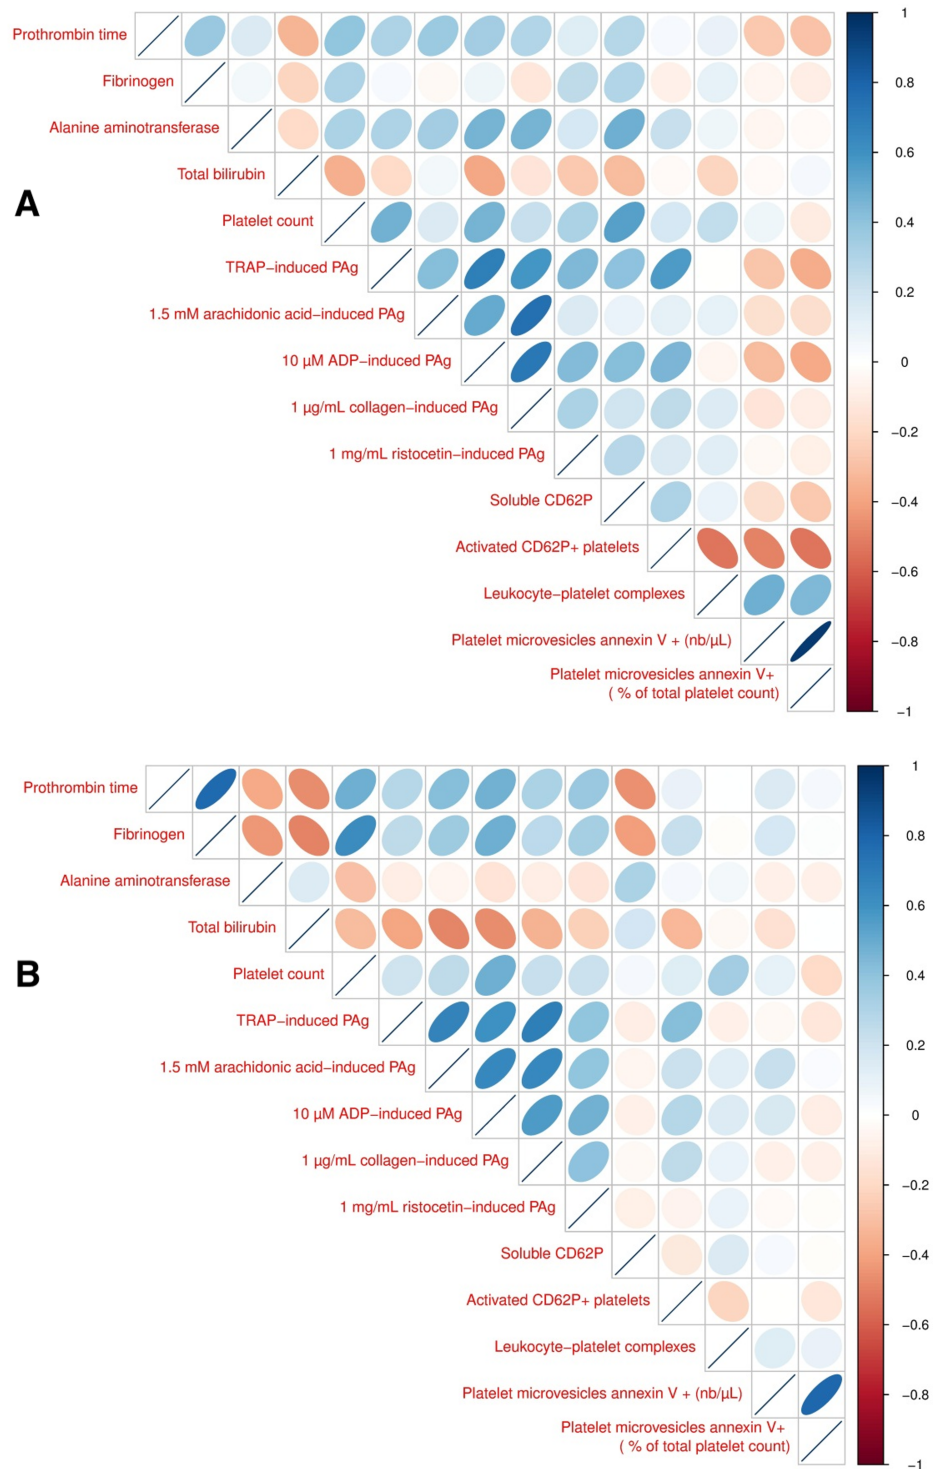 Prothrombin time
Fibrinogen
Alanine aminotransferase
Total bilirubin
A
Platelet count
TRAP−induced PAg
1.5 mM arachidonic acid−induced PAg
10 µM ADP−induced PAg
1 µg/mL collagen−induced PAg
1 mg/mL ristocetin−induced PAg
Soluble CD62P
Activated CD62P+ platelets
Leukocyte−platelet complexes
Platelet microvesicles annexin V + (nb/µL)
Platelet microvesicles annexin V+
( % of total platelet count)
1
0.8
0.6
0.4
0.2
0
−0.2
−0.4
−0.6
−0.8
−1
Prothrombin time
Fibrinogen
Alanine aminotransferase
Total bilirubin
B
Platelet count
TRAP−induced PAg
1.5 mM arachidonic acid−induced PAg
10 µM ADP−induced PAg
1 µg/mL collagen−induced PAg
1 mg/mL ristocetin−induced PAg
Soluble CD62P
Activated CD62P+ platelets
Leukocyte−platelet complexes
Platelet microvesicles annexin V + (nb/µL)
Platelet microvesicles annexin V+
( % of total platelet count)
1
0.8
0.6
0.4
0.2
0
−0.2
−0.4
−0.6
−0.8
−1